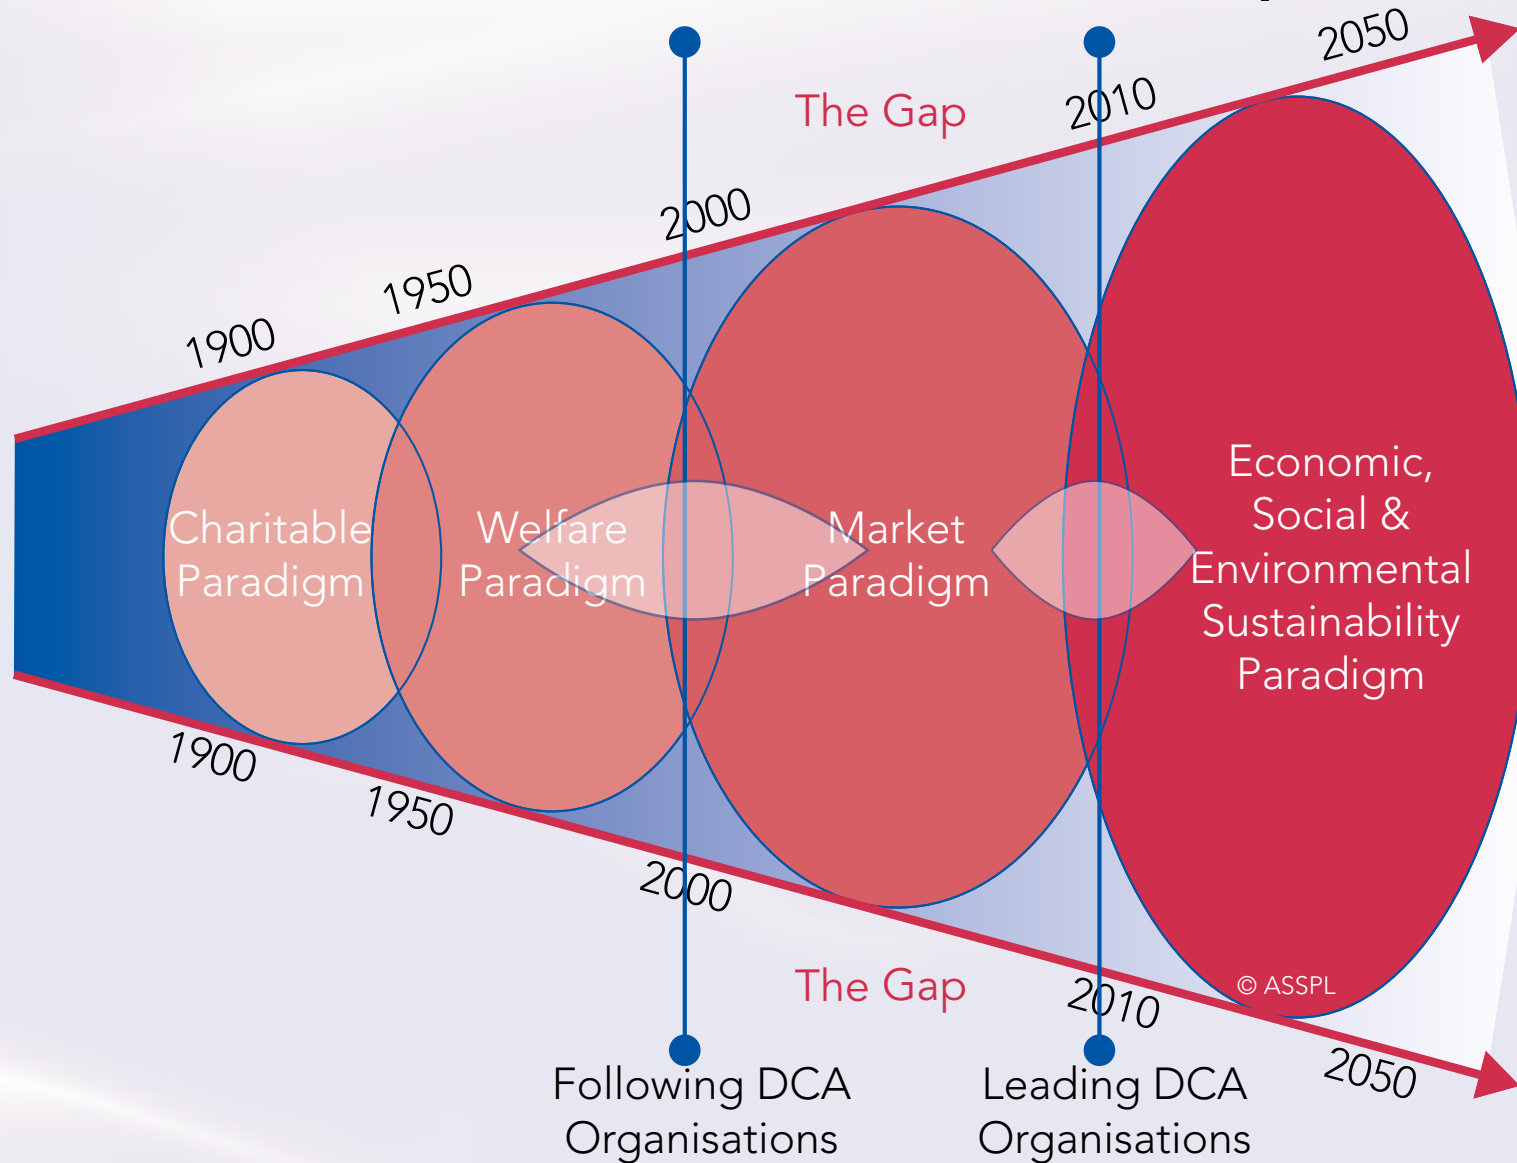 2050
The Gap
2010
2000
1950
1900
Charitable
Paradigm
Welfare
Paradigm
Market
Paradigm
Economic,
Social &
Environmental
Sustainability
Paradigm
1900
1950
2000
The Gap
© ASSPL
2010
2050
Following DCA
Organisations
Leading DCA
Organisations